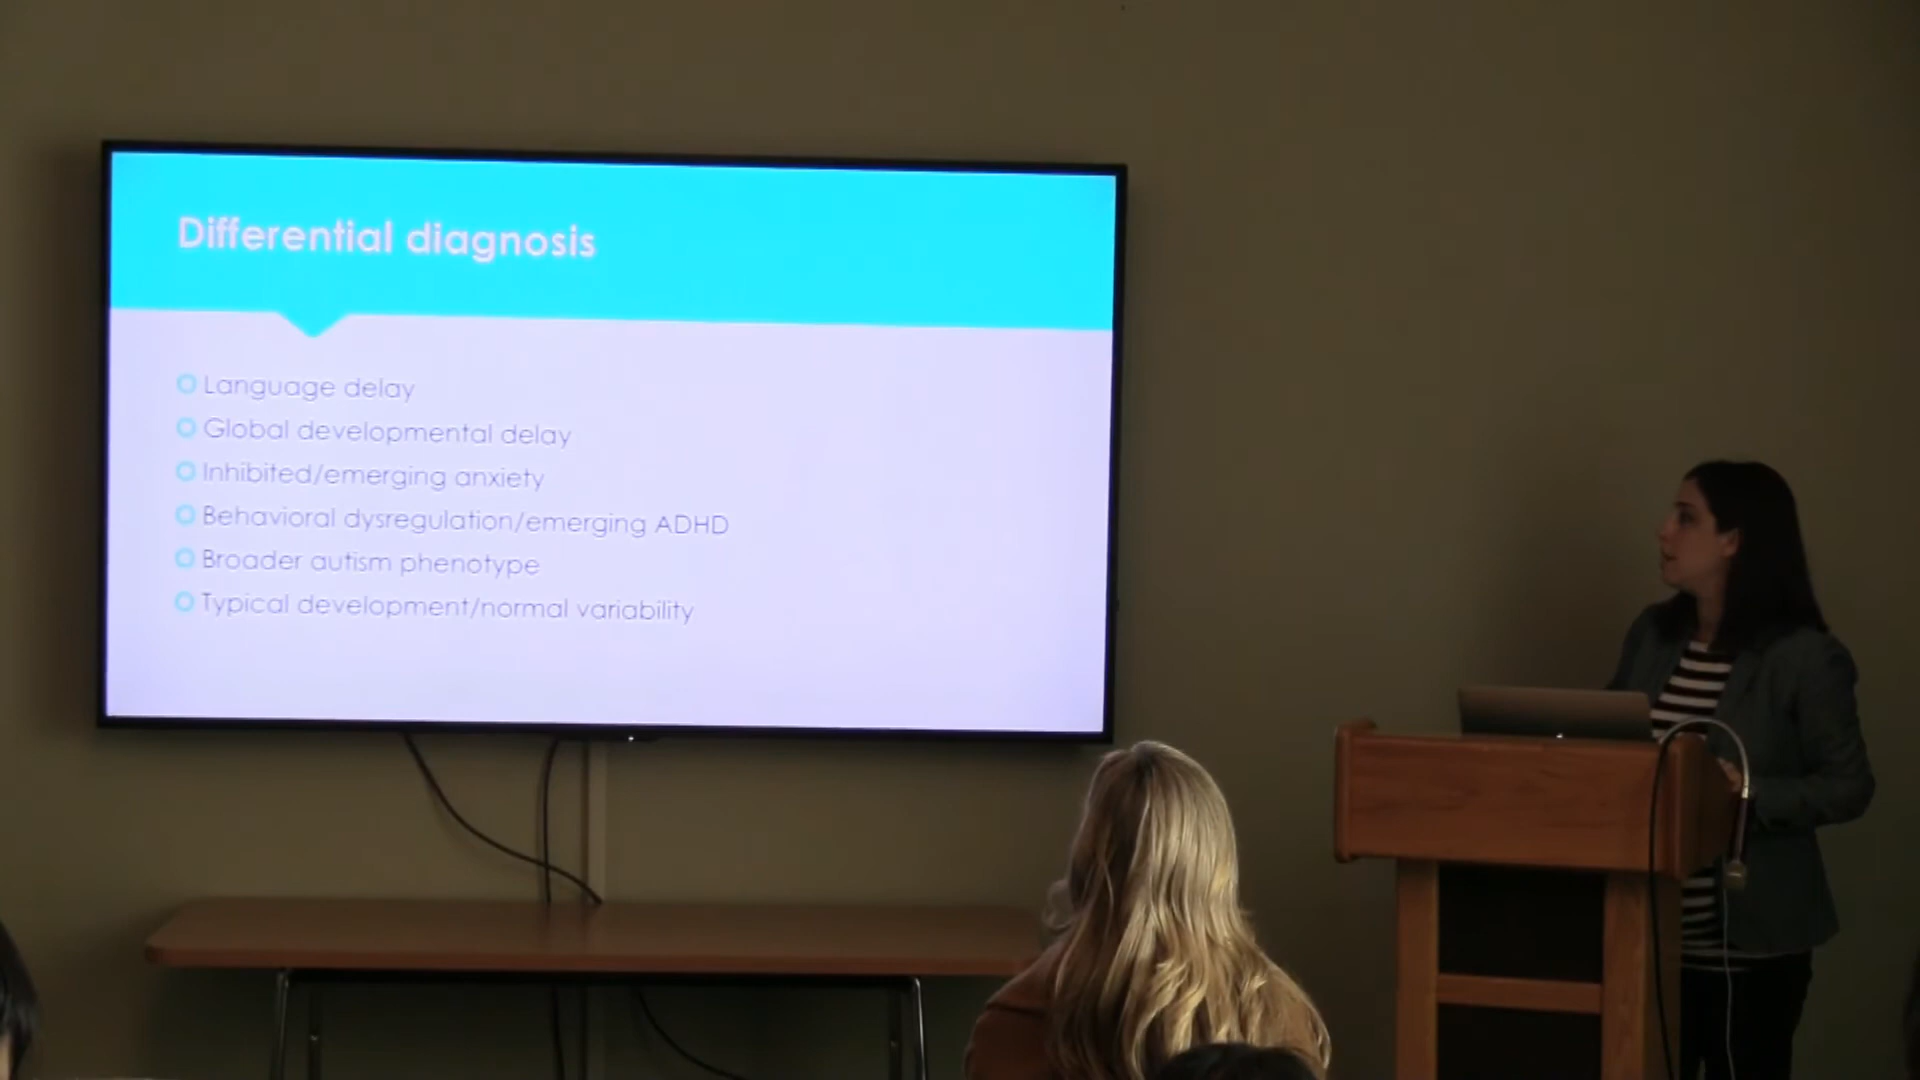 Differential diagnosis
Language delay
Global developmental delay
Inhibited/emerging anxiety
Behavioral dysregulation/emerging ADHD
Broader autism phenotype
Typical development/normal variability